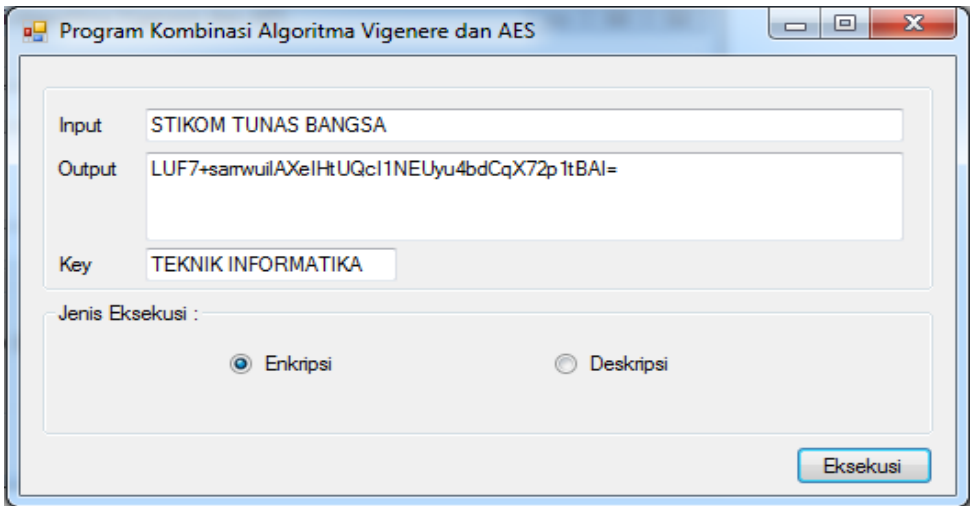 Program Kombinasi Algoritma Vigenere dan AES
Input STIKOM TUNAS BANGSA
Output LUF7+sarrwuilAXeIHtUQcI1NEUyu4bdCqX72p1tBAI=
Key TEKNIK INFORMATIKA
Jenis Eksekusi :
Enkripsi Deskripsi
Eksekusi